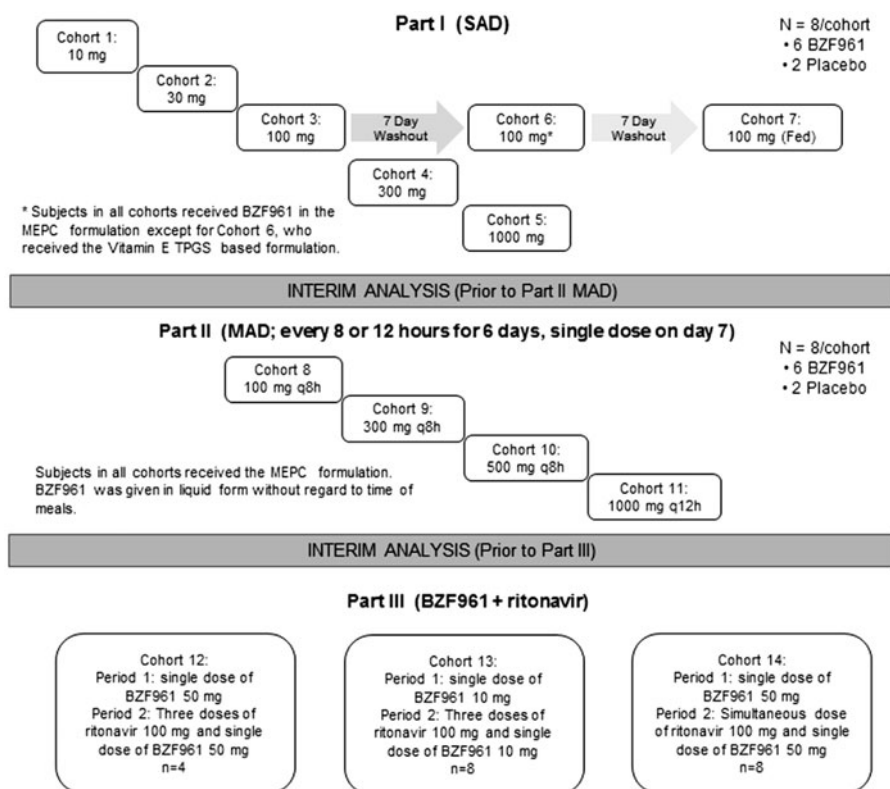 Part I (SAD)
N = 8/cohort
• 6 BZF961
• 2 Placebo
Cohort 1:
10 mg
Cohort 2:
30 mg
Cohort 3:
100 mg
7 Day
Washout
Cohort 6:
100 mg*
7 Day
Washout
Cohort 7:
100 mg (Fed)
Cohort 4:
300 mg
Cohort 5:
1000 mg
* Subjects in all cohorts received BZF961 in the
MEPC formulation except for Cohort 6, who
received the Vitamin E TPGS based formulation.
INTERIM ANALYSIS (Prior to Part II MAD)
Part II (MAD; every 8 or 12 hours for 6 days, single dose on day 7)
N = 8/cohort
• 6 BZF961
• 2 Placebo
Cohort 8
100 mg q8h
Cohort 9:
300 mg q8h
Cohort 10:
500 mg q8h
Cohort 11:
1000 mg q12h
Subjects in all cohorts received the MEPC formulation.
BZF961 was given in liquid form without regard to time of
meals.
INTERIM ANALYSIS (Prior to Part III)
Part III (BZF961 + ritonavir)
Cohort 12:
Period 1: single dose of
BZF961 50 mg
Period 2: Three doses of
ritonavir 100 mg and single
dose of BZF961 50 mg
n=4
Cohort 13:
Period 1: single dose of
BZF961 10 mg
Period 2: Three doses of
ritonavir 100 mg and single
dose of BZF961 10 mg
n=8
Cohort 14:
Period 1: single dose of
BZF961 50 mg
Period 2: Simultaneous dose
of ritonavir 100 mg and single
dose of BZF961 50 mg
n=8